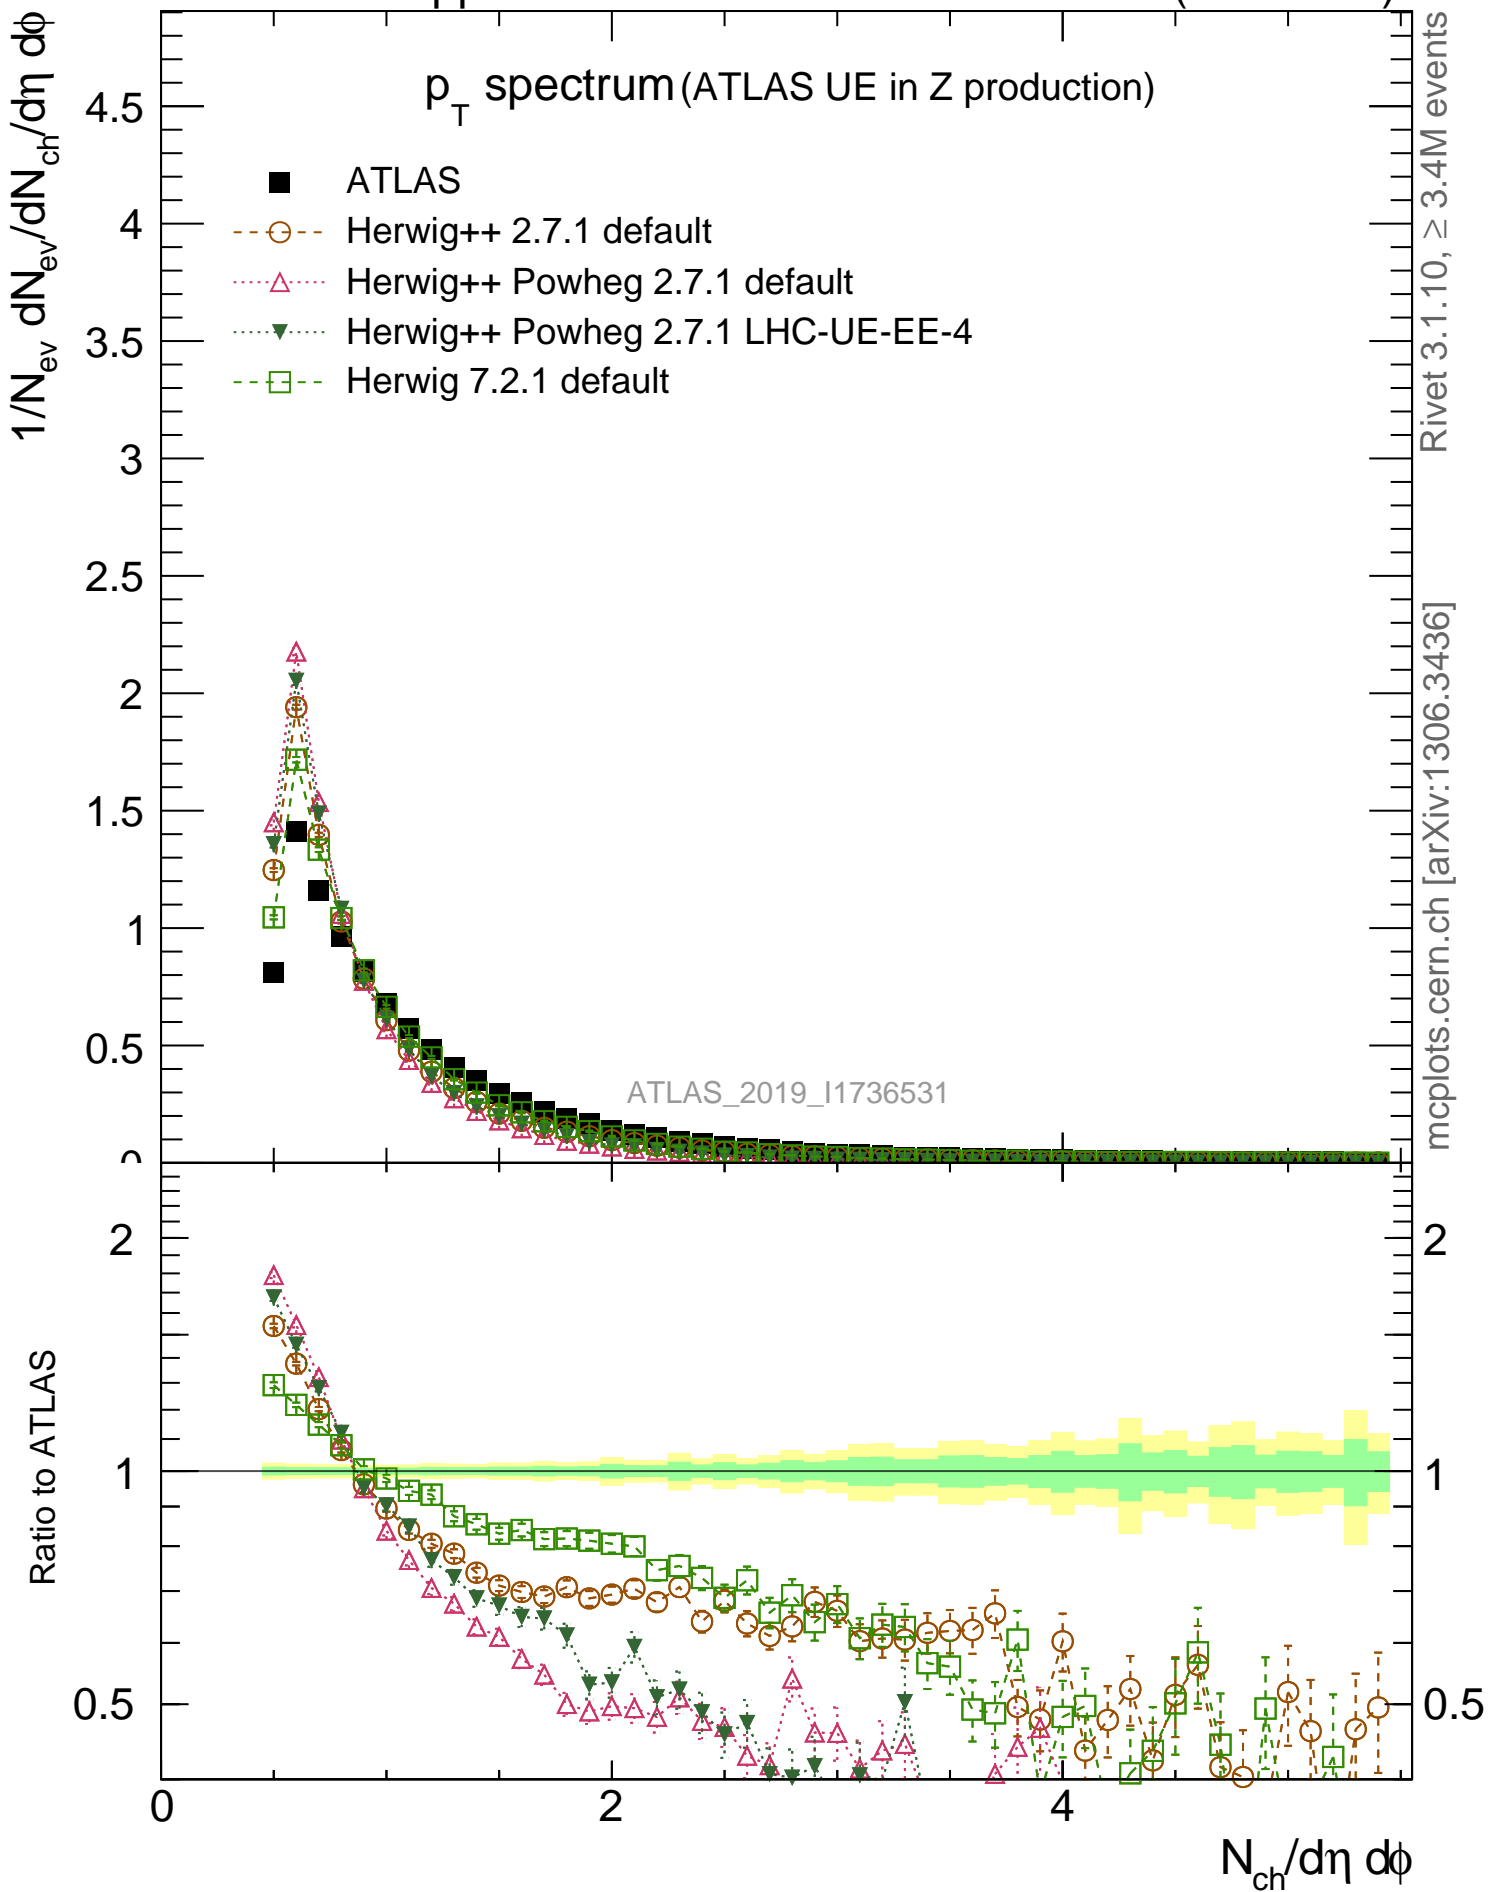 p_T spectrum (ATLAS UE in Z production)
1/N_ev dN_ev/dN_ch/dη dϕ
ATLAS
Herwig++ 2.7.1 default
Herwig++ Powheg 2.7.1 default
Herwig++ Powheg 2.7.1 LHC-UE-EE-4
Herwig 7.2.1 default
4.5
4
3.5
3
2.5
2
1.5
1
0.5
0
ATLAS_2019_I1736531
Rivet 3.1.10, ≥ 3.4M events
mcplots.cern.ch [arXiv:1306.3436]
Ratio to ATLAS
2
1
0.5
2
1
0.5
0
2
4
N_ch/dη dϕ